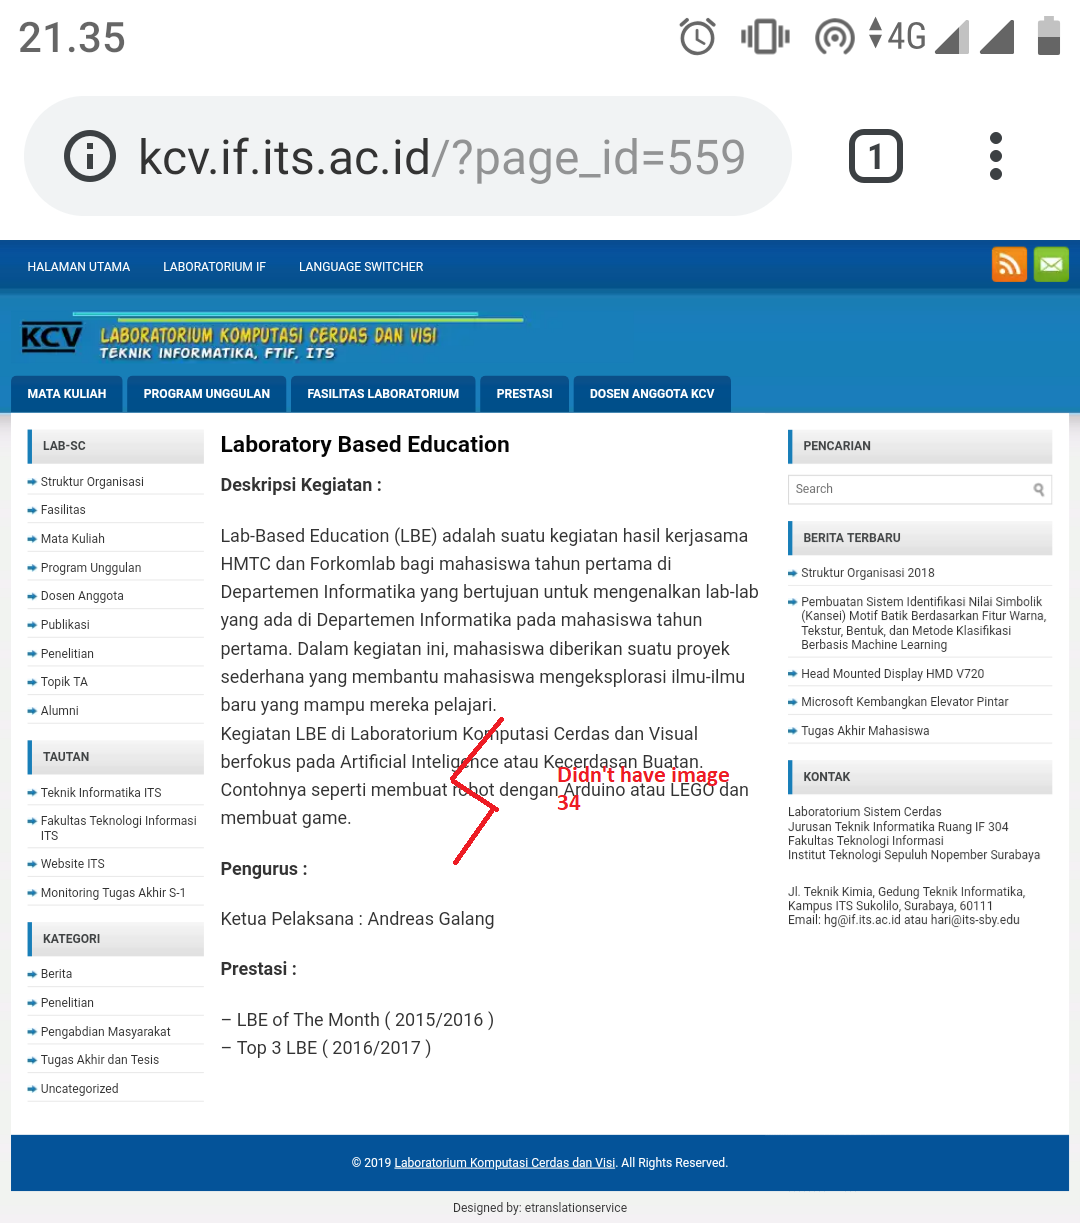 21.35
4G
kcv.if.its.ac.id/?page_id=559
1
HALAMAN UTAMA
LABORATORIUM IF
LANGUAGE SWITCHER
KCV
LABORATORIUM KOMPUTASI CERDAS DAN VISI
TEKNIK INFORMATIKA, FTIF, ITS
MATA KULIAH
PROGRAM UNGGULAN
FASILITAS LABORATORIUM
PRESTASI
DOSEN ANGGOTA KCV
LAB-SC
Struktur Organisasi
Fasilitas
Mata Kuliah
Program Unggulan
Dosen Anggota
Publikasi
Penelitian
Topik TA
Alumni
TAUTAN
Teknik Informatika ITS
Fakultas Teknologi Informasi
ITS
Website ITS
Monitoring Tugas Akhir S-1
KATEGORI
Berita
Penelitian
Pengabdian Masyarakat
Tugas Akhir dan Tesis
Uncategorized
Laboratory Based Education
Deskripsi Kegiatan :
Lab-Based Education (LBE) adalah suatu kegiatan hasil kerjasama
HMTC dan Forkomlab bagi mahasiswa tahun pertama di
Departemen Informatika yang bertujuan untuk mengenalkan lab-lab
yang ada di Departemen Informatika pada mahasiswa tahun
pertama. Dalam kegiatan ini, mahasiswa diberikan suatu proyek
sederhana yang membantu mahasiswa mengeksplorasi ilmu-ilmu
baru yang mampu mereka pelajari.
Kegiatan LBE di Laboratorium Komputasi Cerdas dan Visual
berfokus pada Artificial Inteligence atau Kecerdasan Buatan.
Contohnya seperti membuat robot dengan Arduino atau LEGO dan
membuat game.
Didn't have image
34
Pengurus :
Ketua Pelaksana : Andreas Galang
Prestasi :
– LBE of The Month ( 2015/2016 )
– Top 3 LBE ( 2016/2017 )
PENCARIAN
Search
BERITA TERBARU
Struktur Organisasi 2018
Pembuatan Sistem Identifikasi Nilai Simbolik
(Kansei) Motif Batik Berdasarkan Fitur Warna,
Tekstur, Bentuk, dan Metode Klasifikasi
Berbasis Machine Learning
Head Mounted Display HMD V720
Microsoft Kembangkan Elevator Pintar
Tugas Akhir Mahasiswa
KONTAK
Laboratorium Sistem Cerdas
Jurusan Teknik Informatika Ruang IF 304
Fakultas Teknologi Informasi
Institut Teknologi Sepuluh Nopember Surabaya
Jl. Teknik Kimia, Gedung Teknik Informatika,
Kampus ITS Sukolilo, Surabaya, 60111
Email: hg@if.its.ac.id atau hari@its-sby.edu
© 2019 Laboratorium Komputasi Cerdas dan Visi. All Rights Reserved.
Designed by: etranslationservice